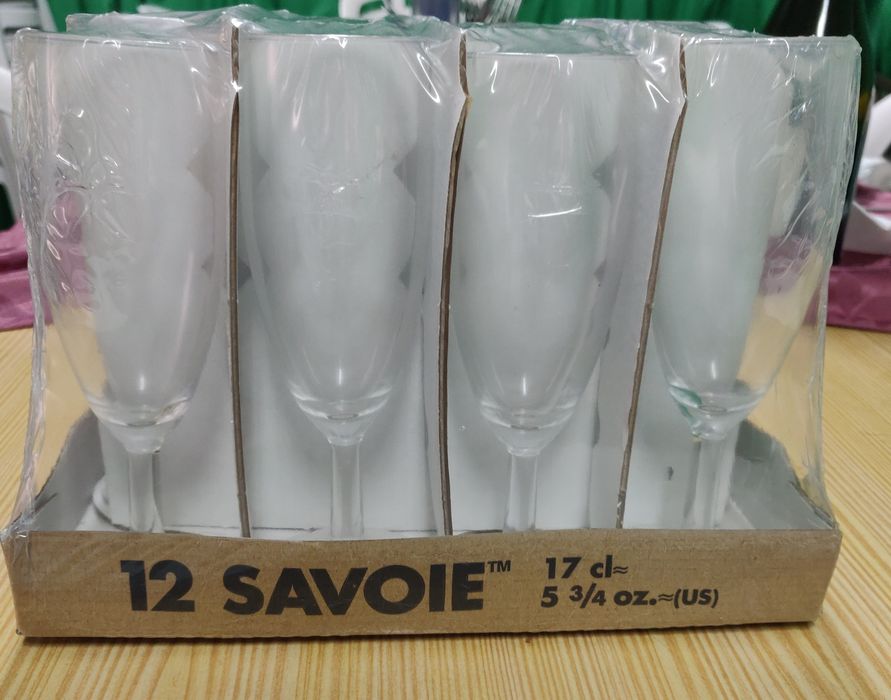 12 SAVOIE™
17 cl≈
5 3/4 oz.≈(US)